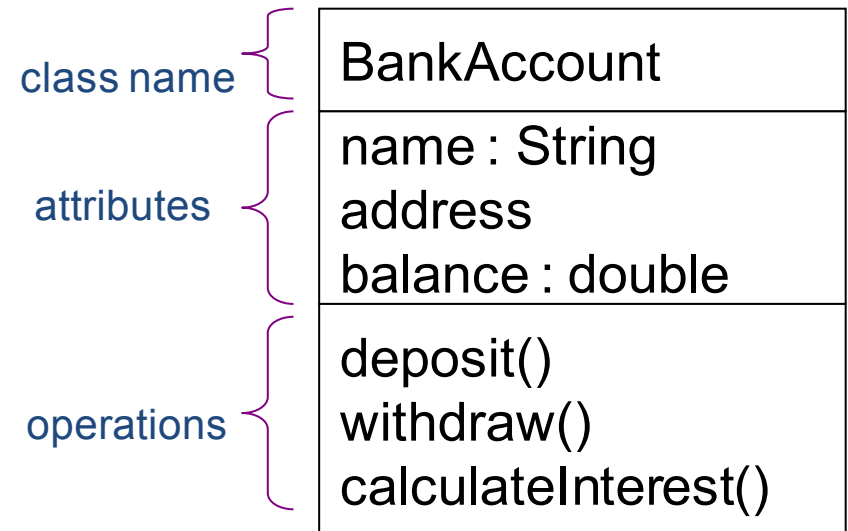 class name
BankAccount
attributes
name : String
address
balance : double
operations
deposit()
withdraw()
calculateInterest()